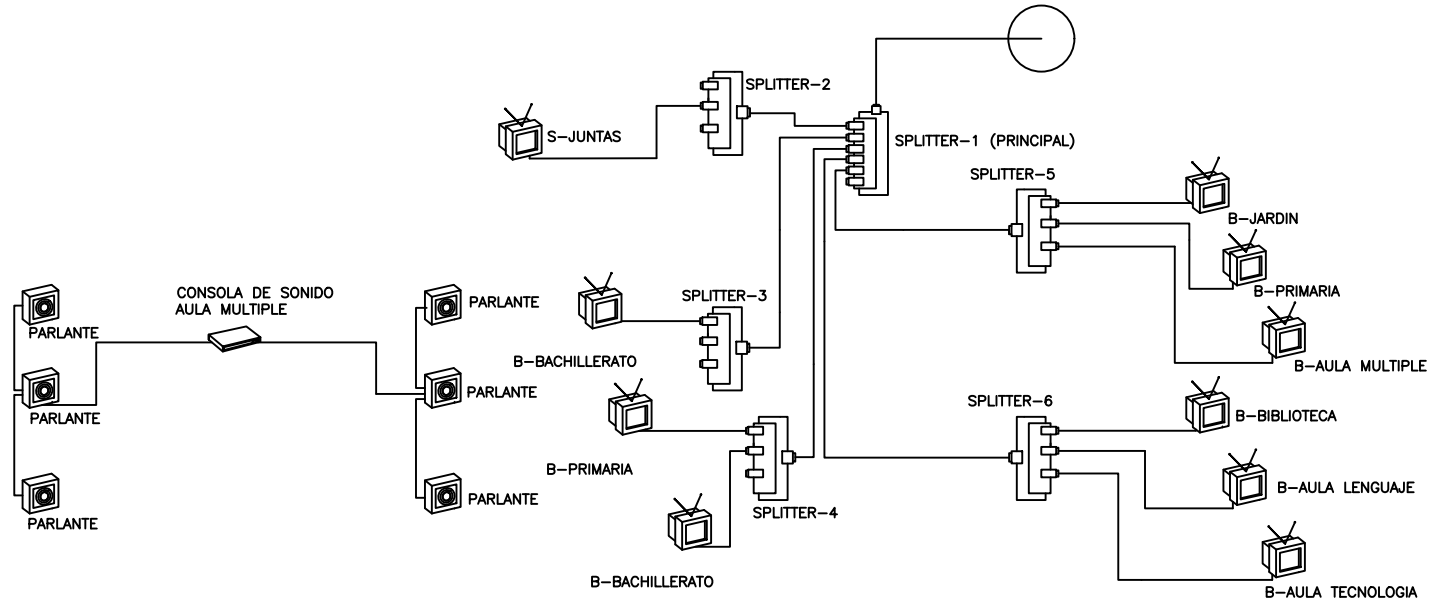 SPLITTER-2
S-JUNTAS
SPLITTER-1 (PRINCIPAL)
SPLITTER-5
B-JARDIN
B-PRIMARIA
B-AULA MULTIPLE
CONSOLA DE SONIDO
AULA MULTIPLE
PARLANTE
PARLANTE
PARLANTE
PARLANTE
PARLANTE
PARLANTE
SPLITTER-3
B-BACHILLERATO
B-PRIMARIA
SPLITTER-4
B-BACHILLERATO
SPLITTER-6
B-BIBLIOTECA
B-AULA LENGUAJE
B-AULA TECNOLOGIA